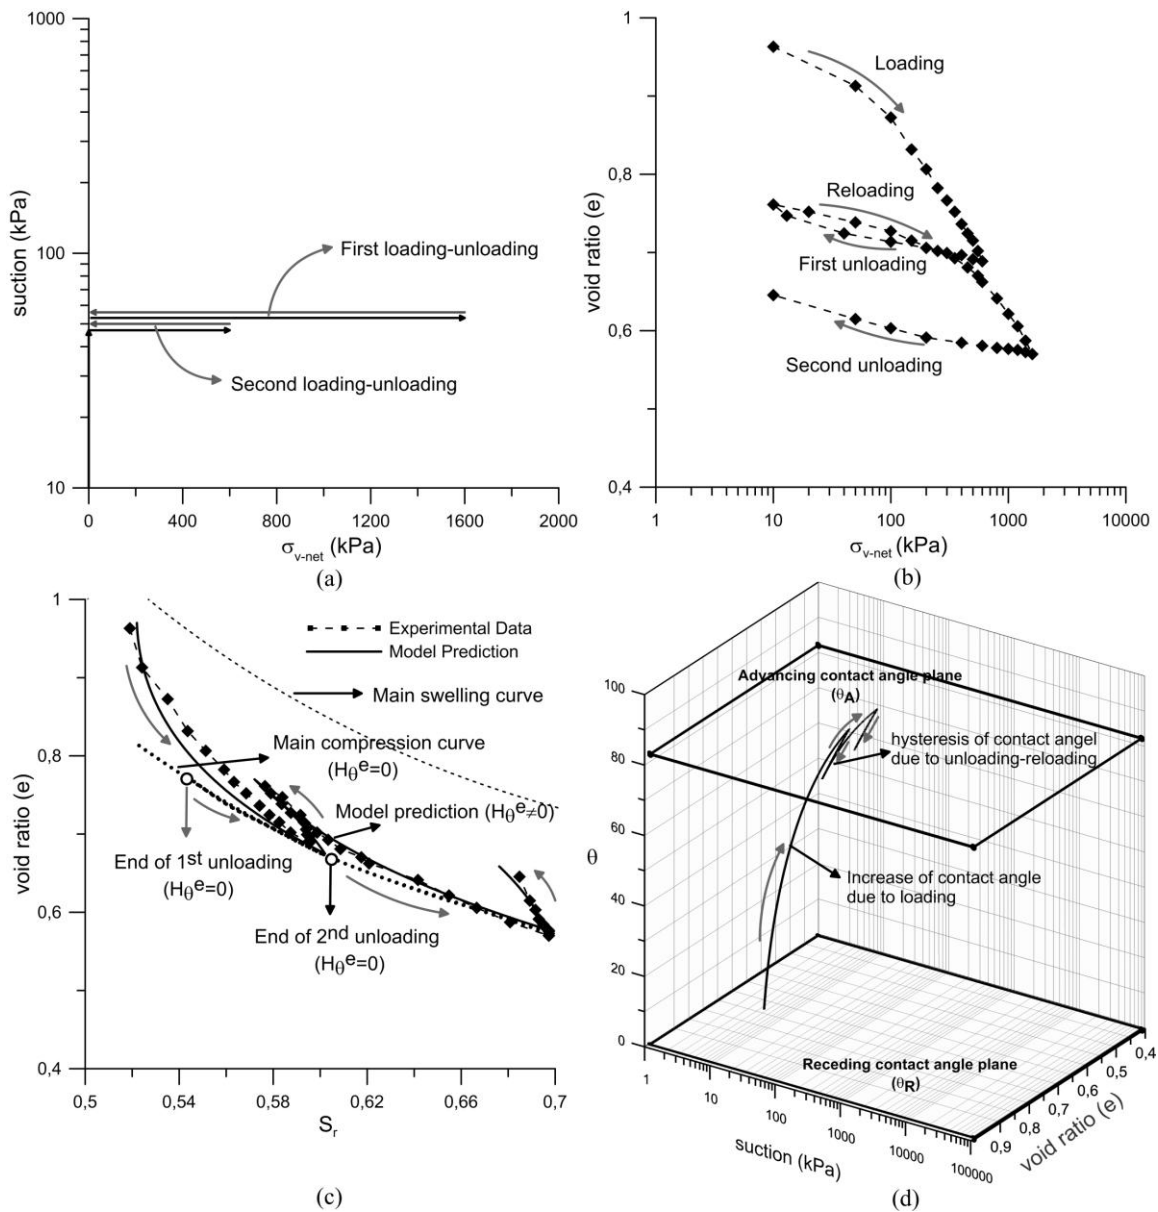 1000
100
10
suction (kPa)
First loading-unloading
Second loading-unloading
0
400
800
1200
1600
2000
σv-net (kPa)
(a)
1
0,8
0,6
0,4
void ratio (e)
Loading
Reloading
First unloading
Second unloading
1
10
100
1000
10000
σv-net (kPa)
(b)
1
0,8
0,6
0,4
void ratio (e)
Experimental Data
Model Prediction
Main swelling curve
Main compression curve
(Hθe=0)
Model prediction (Hθe≠0)
End of 1st unloading
(Hθe=0)
End of 2nd unloading
(Hθe=0)
0,5
0,54
0,58
0,62
0,66
0,7
Sr
(c)
100
80
60
40
20
0
θ
Advancing contact angle plane
(θA)
hysteresis of contact angel
due to unloading-reloading
Increase of contact angle
due to loading
Receding contact angle plane
(θR)
1
10
100
1000
10000
100000
suction (kPa)
0,9
0,8
0,7
0,6
0,5
0,4
void ratio (e)
(d)